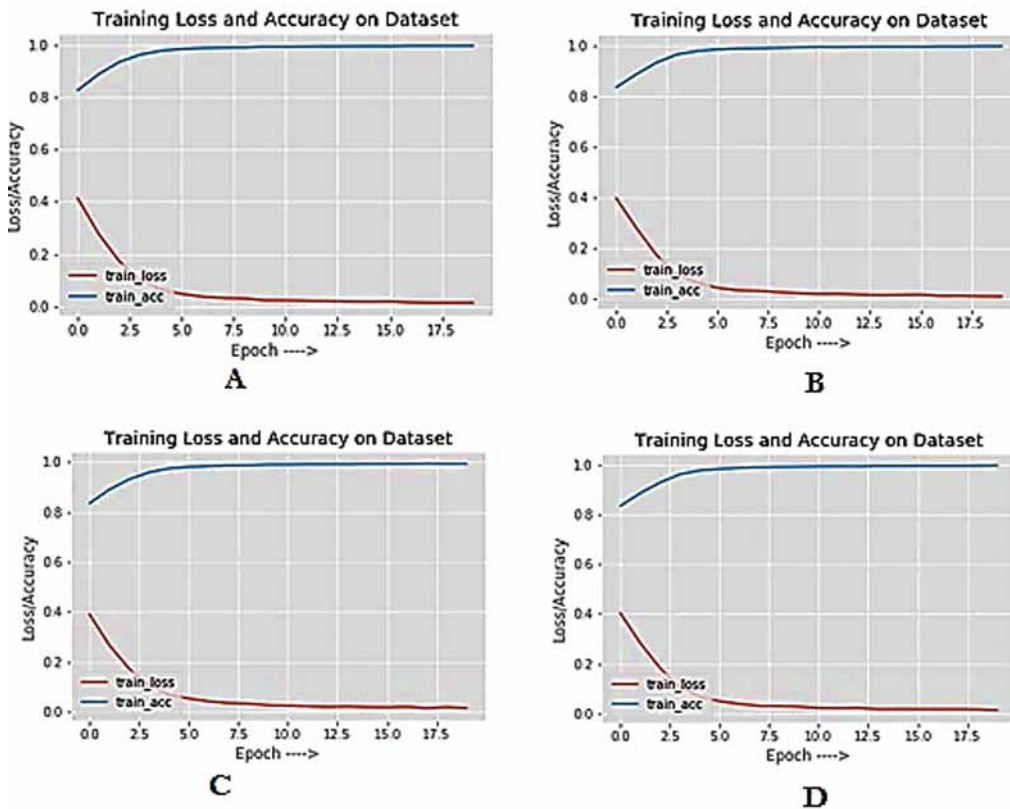 Training Loss and Accuracy on Dataset
1.0
0.8
0.6
0.4
0.2
0.0
Loss/Accuracy
train_loss
train_acc
0.0 2.5 5.0 7.5 10.0 12.5 15.0 17.5
Epoch ---->
A
Training Loss and Accuracy on Dataset
1.0
0.8
0.6
0.4
0.2
0.0
Loss/Accuracy
train_loss
train_acc
0.0 2.5 5.0 7.5 10.0 12.5 15.0 17.5
Epoch ---->
B
Training Loss and Accuracy on Dataset
1.0
0.8
0.6
0.4
0.2
0.0
Loss/Accuracy
train_loss
train_acc
0.0 2.5 5.0 7.5 10.0 12.5 15.0 17.5
Epoch ---->
C
Training Loss and Accuracy on Dataset
1.0
0.8
0.6
0.4
0.2
0.0
Loss/Accuracy
train_loss
train_acc
0.0 2.5 5.0 7.5 10.0 12.5 15.0 17.5
Epoch ---->
D